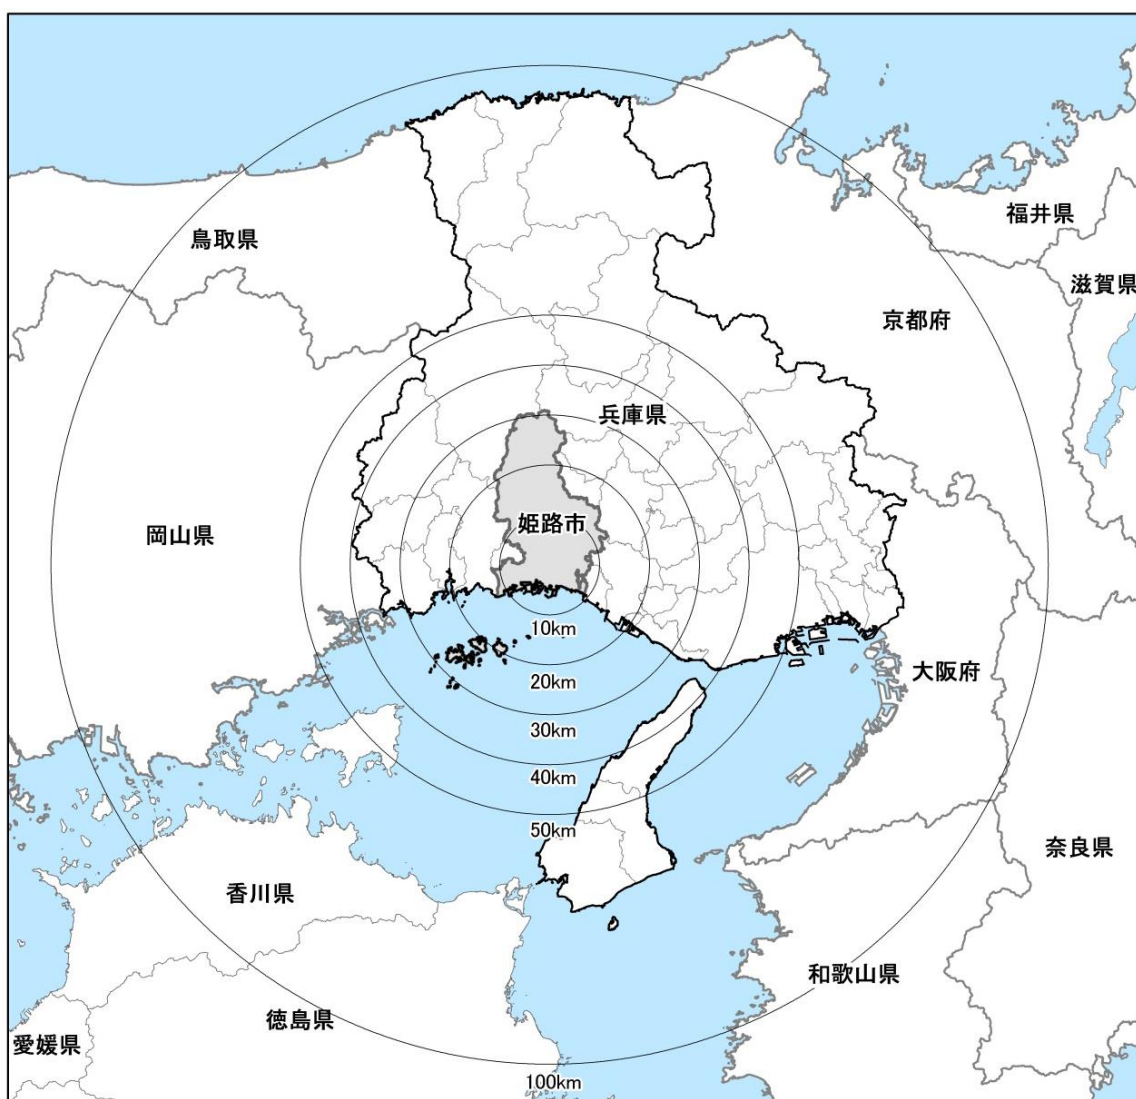 福井県
鳥取県
滋賀県
京都府
兵庫県
姫路市
岡山県
10km
大阪府
20km
30km
40km
50km
奈良県
香川県
和歌山県
徳島県
愛媛県
100km